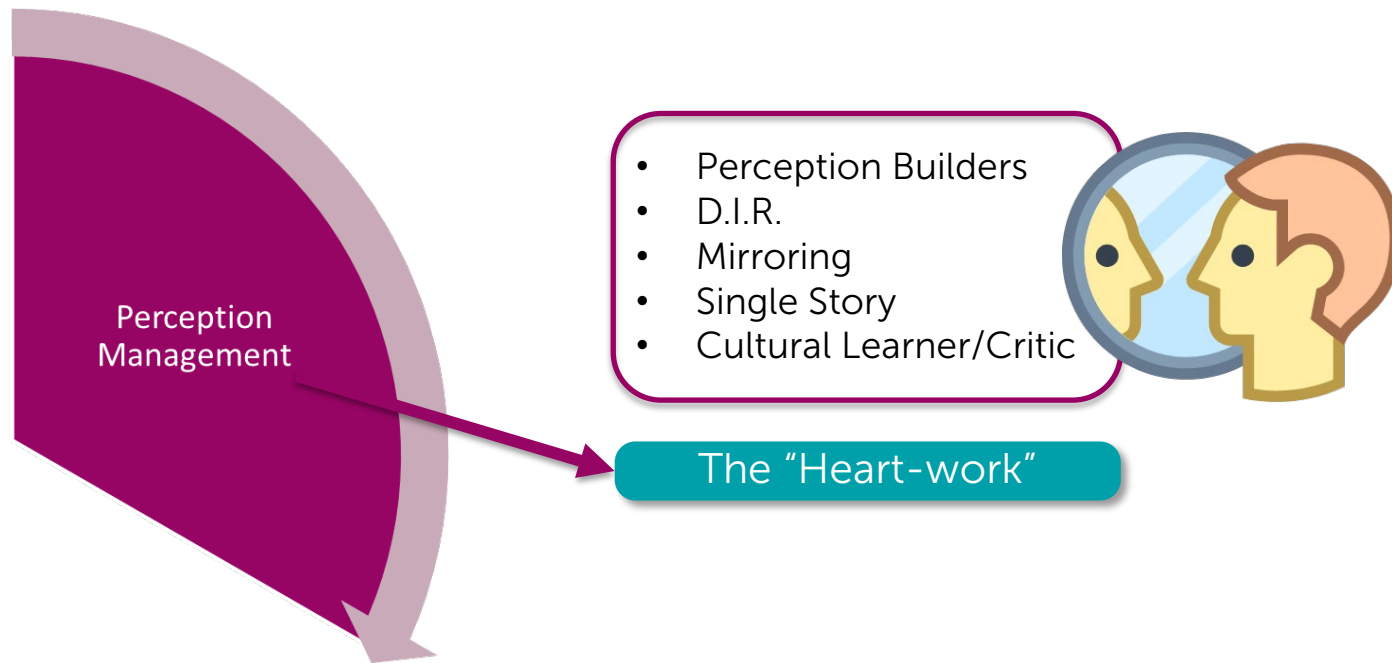 Perception
Management
• Perception Builders
• D.I.R.
• Mirroring
• Single Story
• Cultural Learner/Critic
The “Heart-work”